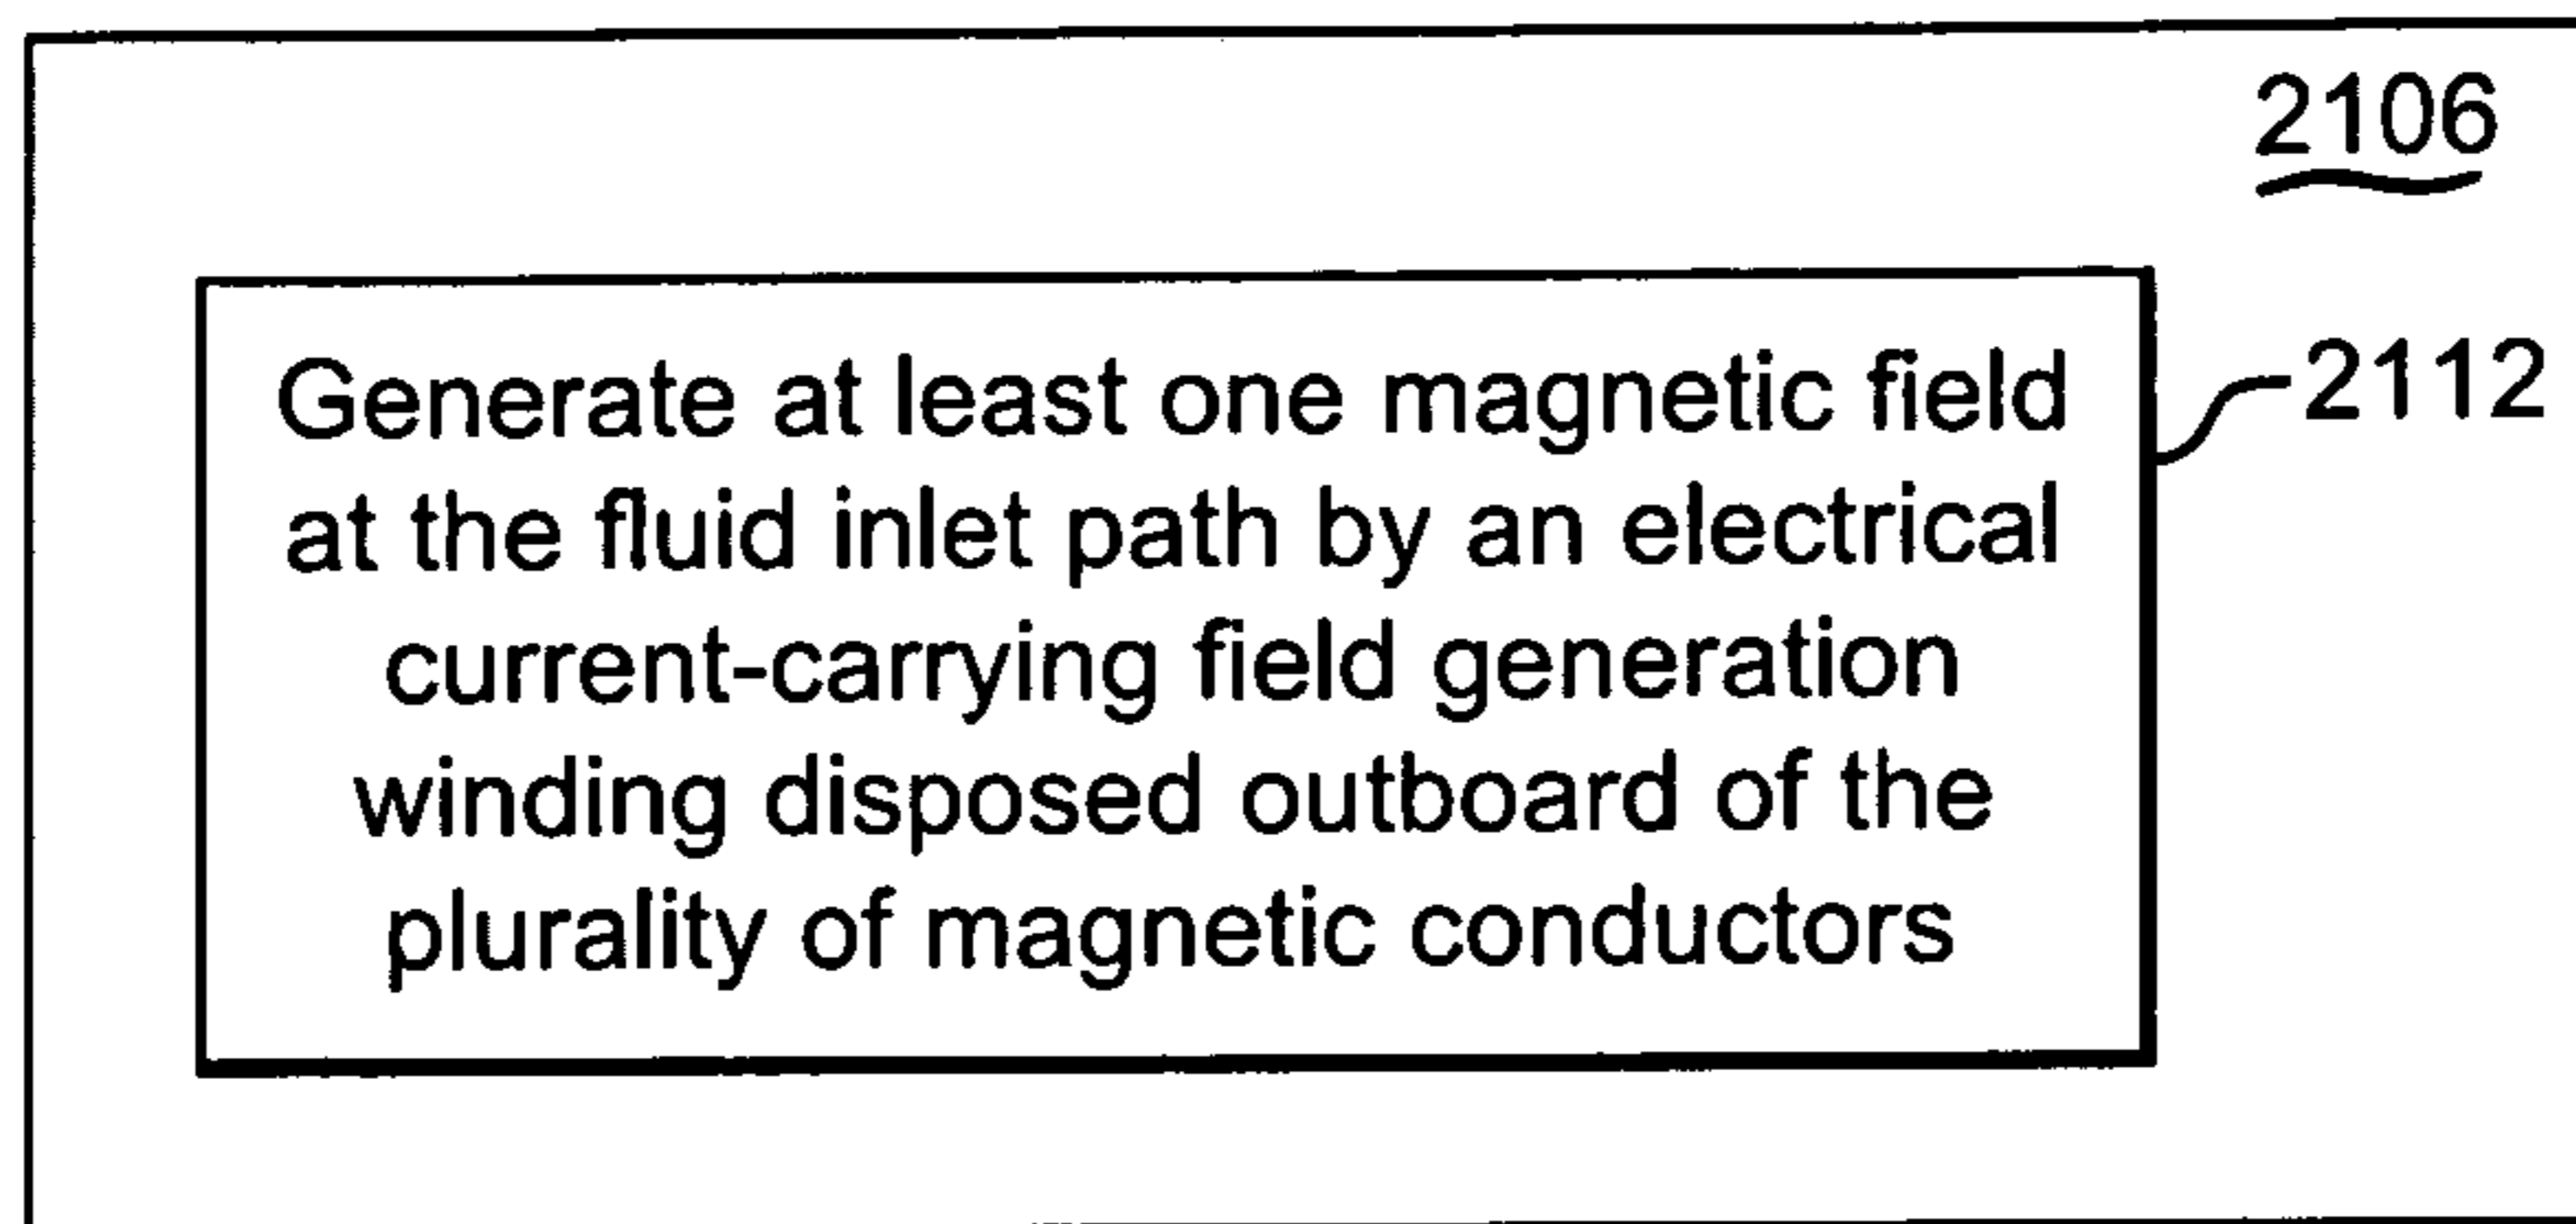 2106
Generate at least one magnetic field
2112
at the fluid inlet path by an electrical
current-carrying field generation
winding disposed outboard of the
plurality of magnetic conductors